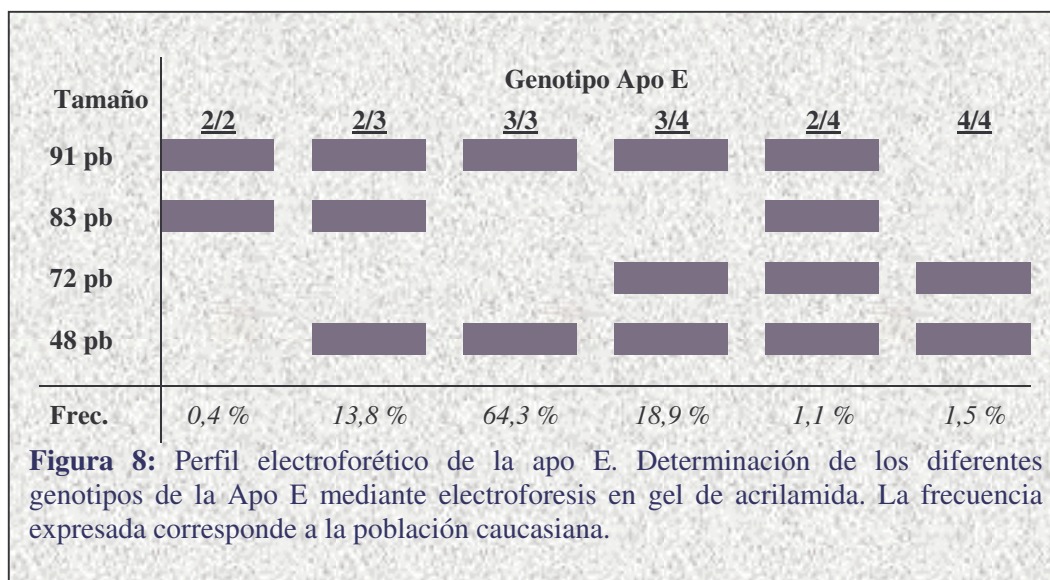 Genotipo Apo E
Tamaño
2/2 2/3 3/3 3/4 2/4 4/4
91 pb
83 pb
72 pb
48 pb
Frec. 0,4 % 13,8 % 64,3 % 18,9 % 1,1 % 1,5 %
Figura 8: Perfil electroforético de la apo E. Determinación de los diferentes
genotipos de la Apo E mediante electroforesis en gel de acrilamida. La frecuencia
expresada corresponde a la población caucasiana.